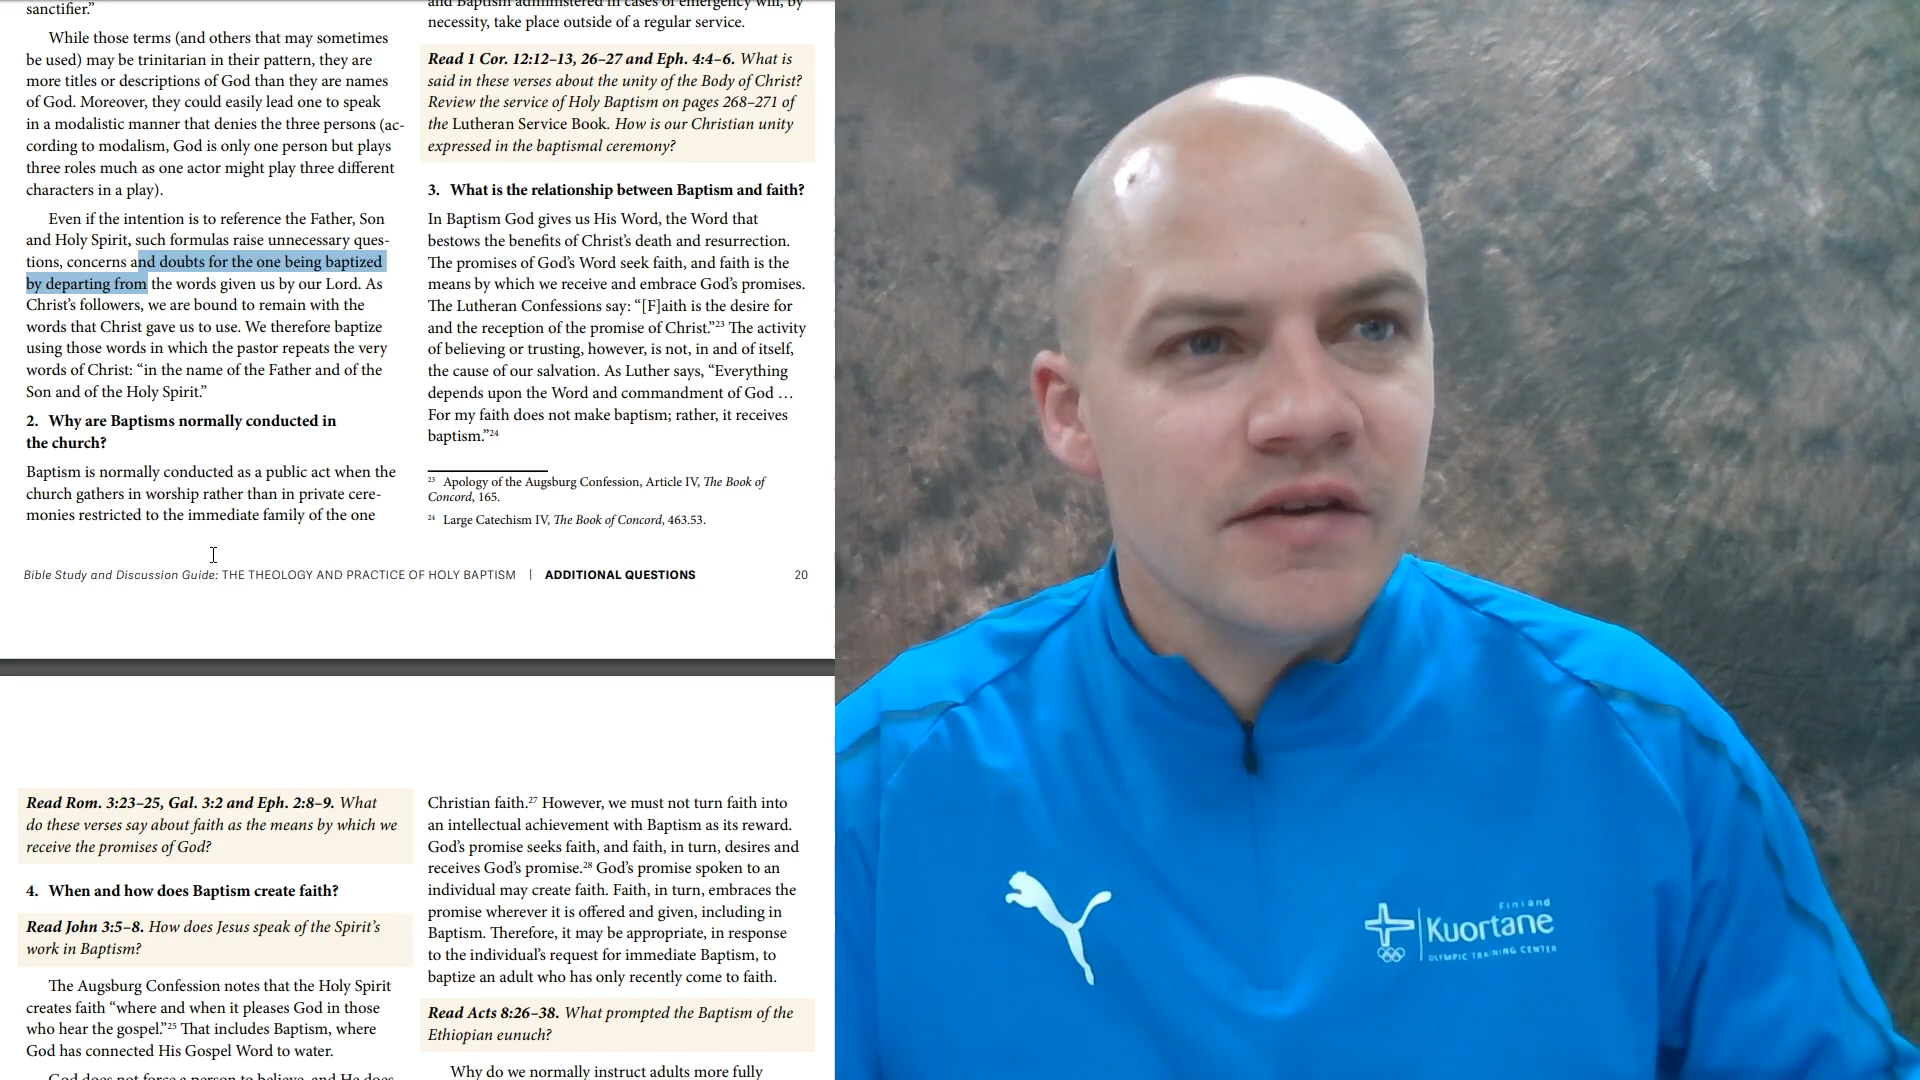 sanctifier.”
While those terms (and others that may sometimes
be used) may be trinitarian in their pattern, they are
more titles or descriptions of God than they are names
of God. Moreover, they could easily lead one to speak
in a modalistic manner that denies the three persons (ac-
cording to modalism, God is only one person but plays
three roles much as one actor might play three different
characters in a play).
Even if the intention is to reference the Father, Son
and Holy Spirit, such formulas raise unnecessary ques-
tions, concerns and doubts for the one being baptized
by departing from the words given us by our Lord. As
Christ’s followers, we are bound to remain with the
words that Christ gave us to use. We therefore baptize
using those words in which the pastor repeats the very
words of Christ: “in the name of the Father and of the
Son and of the Holy Spirit.”
2. Why are Baptisms normally conducted in
the church?
Baptism is normally conducted as a public act when the
church gathers in worship rather than in private cere-
monies restricted to the immediate family of the one
and Baptism administered in cases of emergency will, by
necessity, take place outside of a regular service.
Read 1 Cor. 12:12–13, 26–27 and Eph. 4:4–6. What is
said in these verses about the unity of the Body of Christ?
Review the service of Holy Baptism on pages 268–271 of
the Lutheran Service Book. How is our Christian unity
expressed in the baptismal ceremony?
3. What is the relationship between Baptism and faith?
In Baptism God gives us His Word, the Word that
bestows the benefits of Christ’s death and resurrection.
The promises of God’s Word seek faith, and faith is the
means by which we receive and embrace God’s promises.
The Lutheran Confessions say: “[F]aith is the desire for
and the reception of the promise of Christ.”23 The activity
of believing or trusting, however, is not, in and of itself,
the cause of our salvation. As Luther says, “Everything
depends upon the Word and commandment of God …
For my faith does not make baptism; rather, it receives
baptism.”24
23 Apology of the Augsburg Confession, Article IV, The Book of
Concord, 165.
24 Large Catechism IV, The Book of Concord, 463.53.
Bible Study and Discussion Guide: THE THEOLOGY AND PRACTICE OF HOLY BAPTISM | ADDITIONAL QUESTIONS 20
Read Rom. 3:23–25, Gal. 3:2 and Eph. 2:8–9. What
do these verses say about faith as the means by which we
receive the promises of God?
4. When and how does Baptism create faith?
Read John 3:5–8. How does Jesus speak of the Spirit’s
work in Baptism?
The Augsburg Confession notes that the Holy Spirit
creates faith “where and when it pleases God in those
who hear the gospel.”25 That includes Baptism, where
God has connected His Gospel Word to water.
God does not force a person to believe, and He does
Christian faith.27 However, we must not turn faith into
an intellectual achievement with Baptism as its reward.
God’s promise seeks faith, and faith, in turn, desires and
receives God’s promise.28 God’s promise spoken to an
individual may create faith. Faith, in turn, embraces the
promise wherever it is offered and given, including in
Baptism. Therefore, it may be appropriate, in response
to the individual’s request for immediate Baptism, to
baptize an adult who has only recently come to faith.
Read Acts 8:26–38. What prompted the Baptism of the
Ethiopian eunuch?
Why do we normally instruct adults more fully
Finland
Kuortane
OLYMPIC TRAINING CENTER